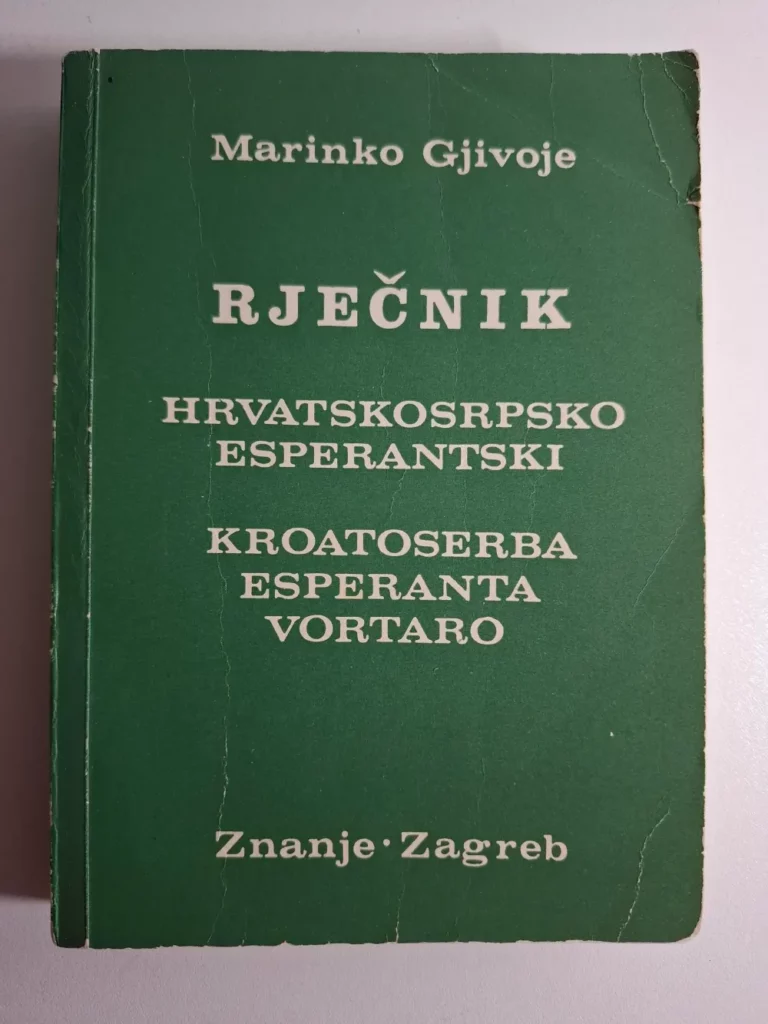 Marinko Gjivoje
RJEČNIK
HRVATSKOSRPSKO
ESPERANTSKI
KROATOSERBA
ESPERANTA
VORTARO
Znanje · Zagreb